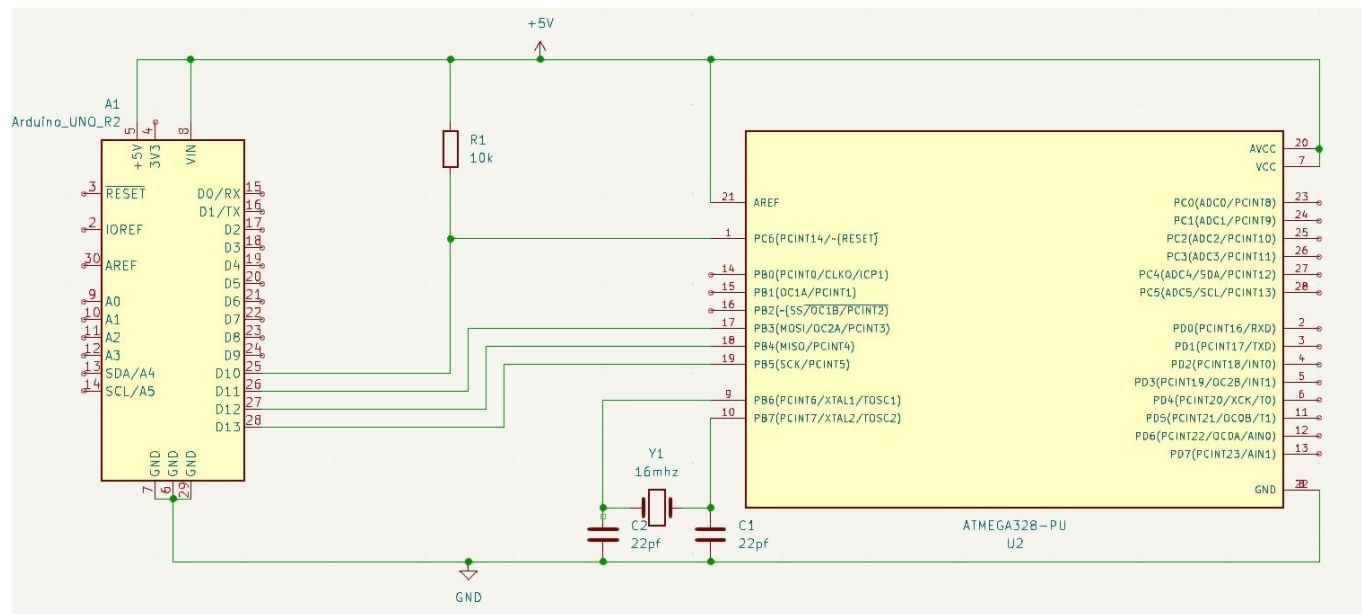 +5V
A1
Arduino_UNO_R2
5
4
8
+5V
3V3
VIN
3
RESET
2
IOREF
30
AREF
9
A0
10
A1
11
A2
12
A3
13
SDA/A4
14
SCL/A5
D0/RX
15
D1/TX
16
D2
17
D3
18
D4
19
D5
20
D6
21
D7
22
D8
23
D9
24
D10
25
D11
26
D12
27
D13
28
GND
GND
GND
7
6
29
R1
10k
21
AREF
1
PC6(PCINT14/~{RESET}
14
PB0(PCINT0/CLKO/ICP1)
15
PB1(OC1A/PCINT1)
16
PB2(~{SS/OC1B/PCINT2)
17
PB3(MOSI/OC2A/PCINT3)
18
PB4(MISO/PCINT4)
19
PB5(SCK/PCINT5)
9
PB6(PCINT6/XTAL1/TOSC1)
10
PB7(PCINT7/XTAL2/TOSC2)
AVCC
20
VCC
7
PC0(ADC0/PCINT8)
23
PC1(ADC1/PCINT9)
24
PC2(ADC2/PCINT10)
25
PC3(ADC3/PCINT11)
26
PC4(ADC4/SDA/PCINT12)
27
PC5(ADC5/SCL/PCINT13)
28
PD0(PCINT16/RXD)
2
PD1(PCINT17/TXD)
3
PD2(PCINT18/INT0)
4
PD3(PCINT19/OC2B/INT1)
5
PD4(PCINT20/XCK/T0)
6
PD5(PCINT21/OC0B/T1)
11
PD6(PCINT22/OC0A/AIN0)
12
PD7(PCINT23/AIN1)
13
GND
ATMEGA328-PU
U2
Y1
16mhz
C2
22pf
C1
22pf
GND